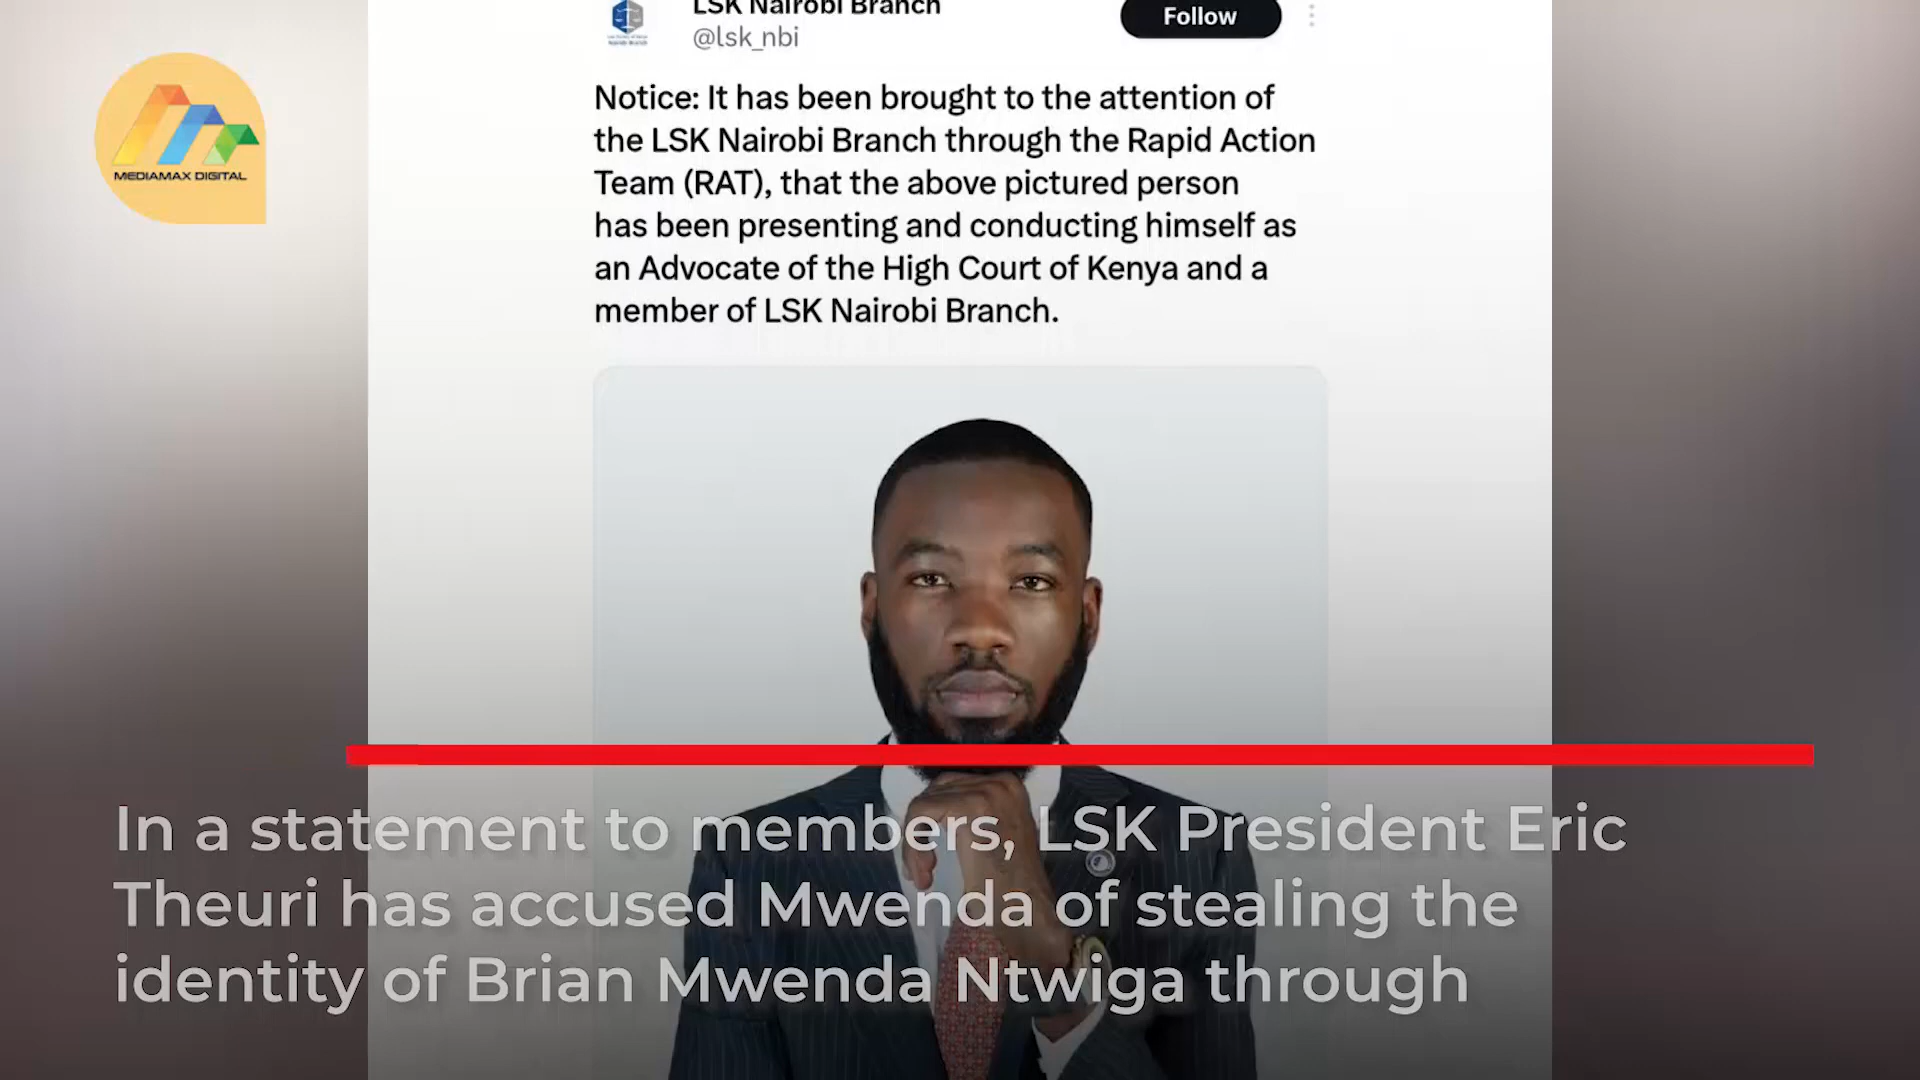 LSK Nairobi Branch
@lsk_nbi
Follow
MEDIAMAX DIGITAL
Notice: It has been brought to the attention of
the LSK Nairobi Branch through the Rapid Action
Team (RAT), that the above pictured person
has been presenting and conducting himself as
an Advocate of the High Court of Kenya and a
member of LSK Nairobi Branch.
In a statement to members, LSK President Eric
Theuri has accused Mwenda of stealing the
identity of Brian Mwenda Ntwiga through